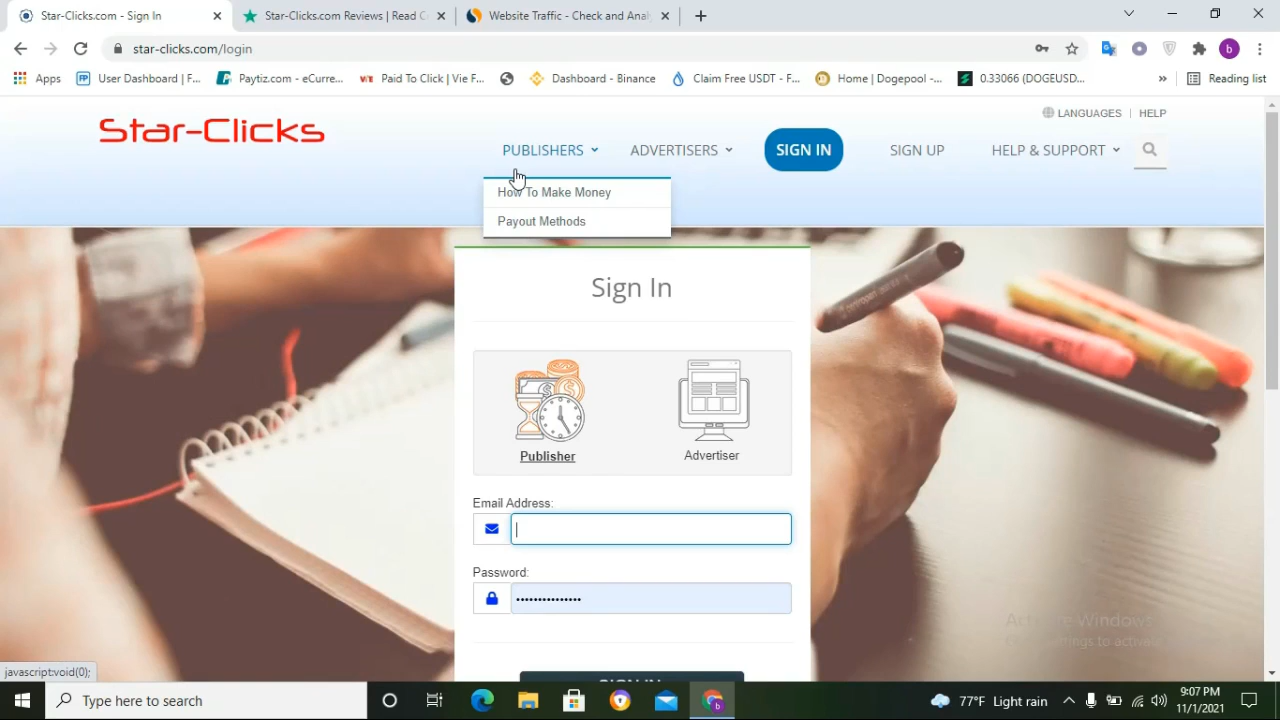 Star-Clicks.com - Sign In
Star-Clicks.com Reviews | Read C
Website Traffic - Check and Analy
star-clicks.com/login
Apps
User Dashboard | F...
Paytiz.com - eCurre...
Paid To Click | Vie F...
Dashboard - Binance
Claim Free USDT - F...
Home | Dogepool -...
0.33066 (DOGEUSD...
»
Reading list
LANGUAGES | HELP
Star-Clicks
PUBLISHERS
ADVERTISERS
SIGN IN
SIGN UP
HELP & SUPPORT
How To Make Money
Payout Methods
Sign In
Publisher
Advertiser
Email Address:
Password:
•••••••••••••••
SIGN IN
javascript:void(0);
Type here to search
77°F Light rain
9:07 PM
11/1/2021